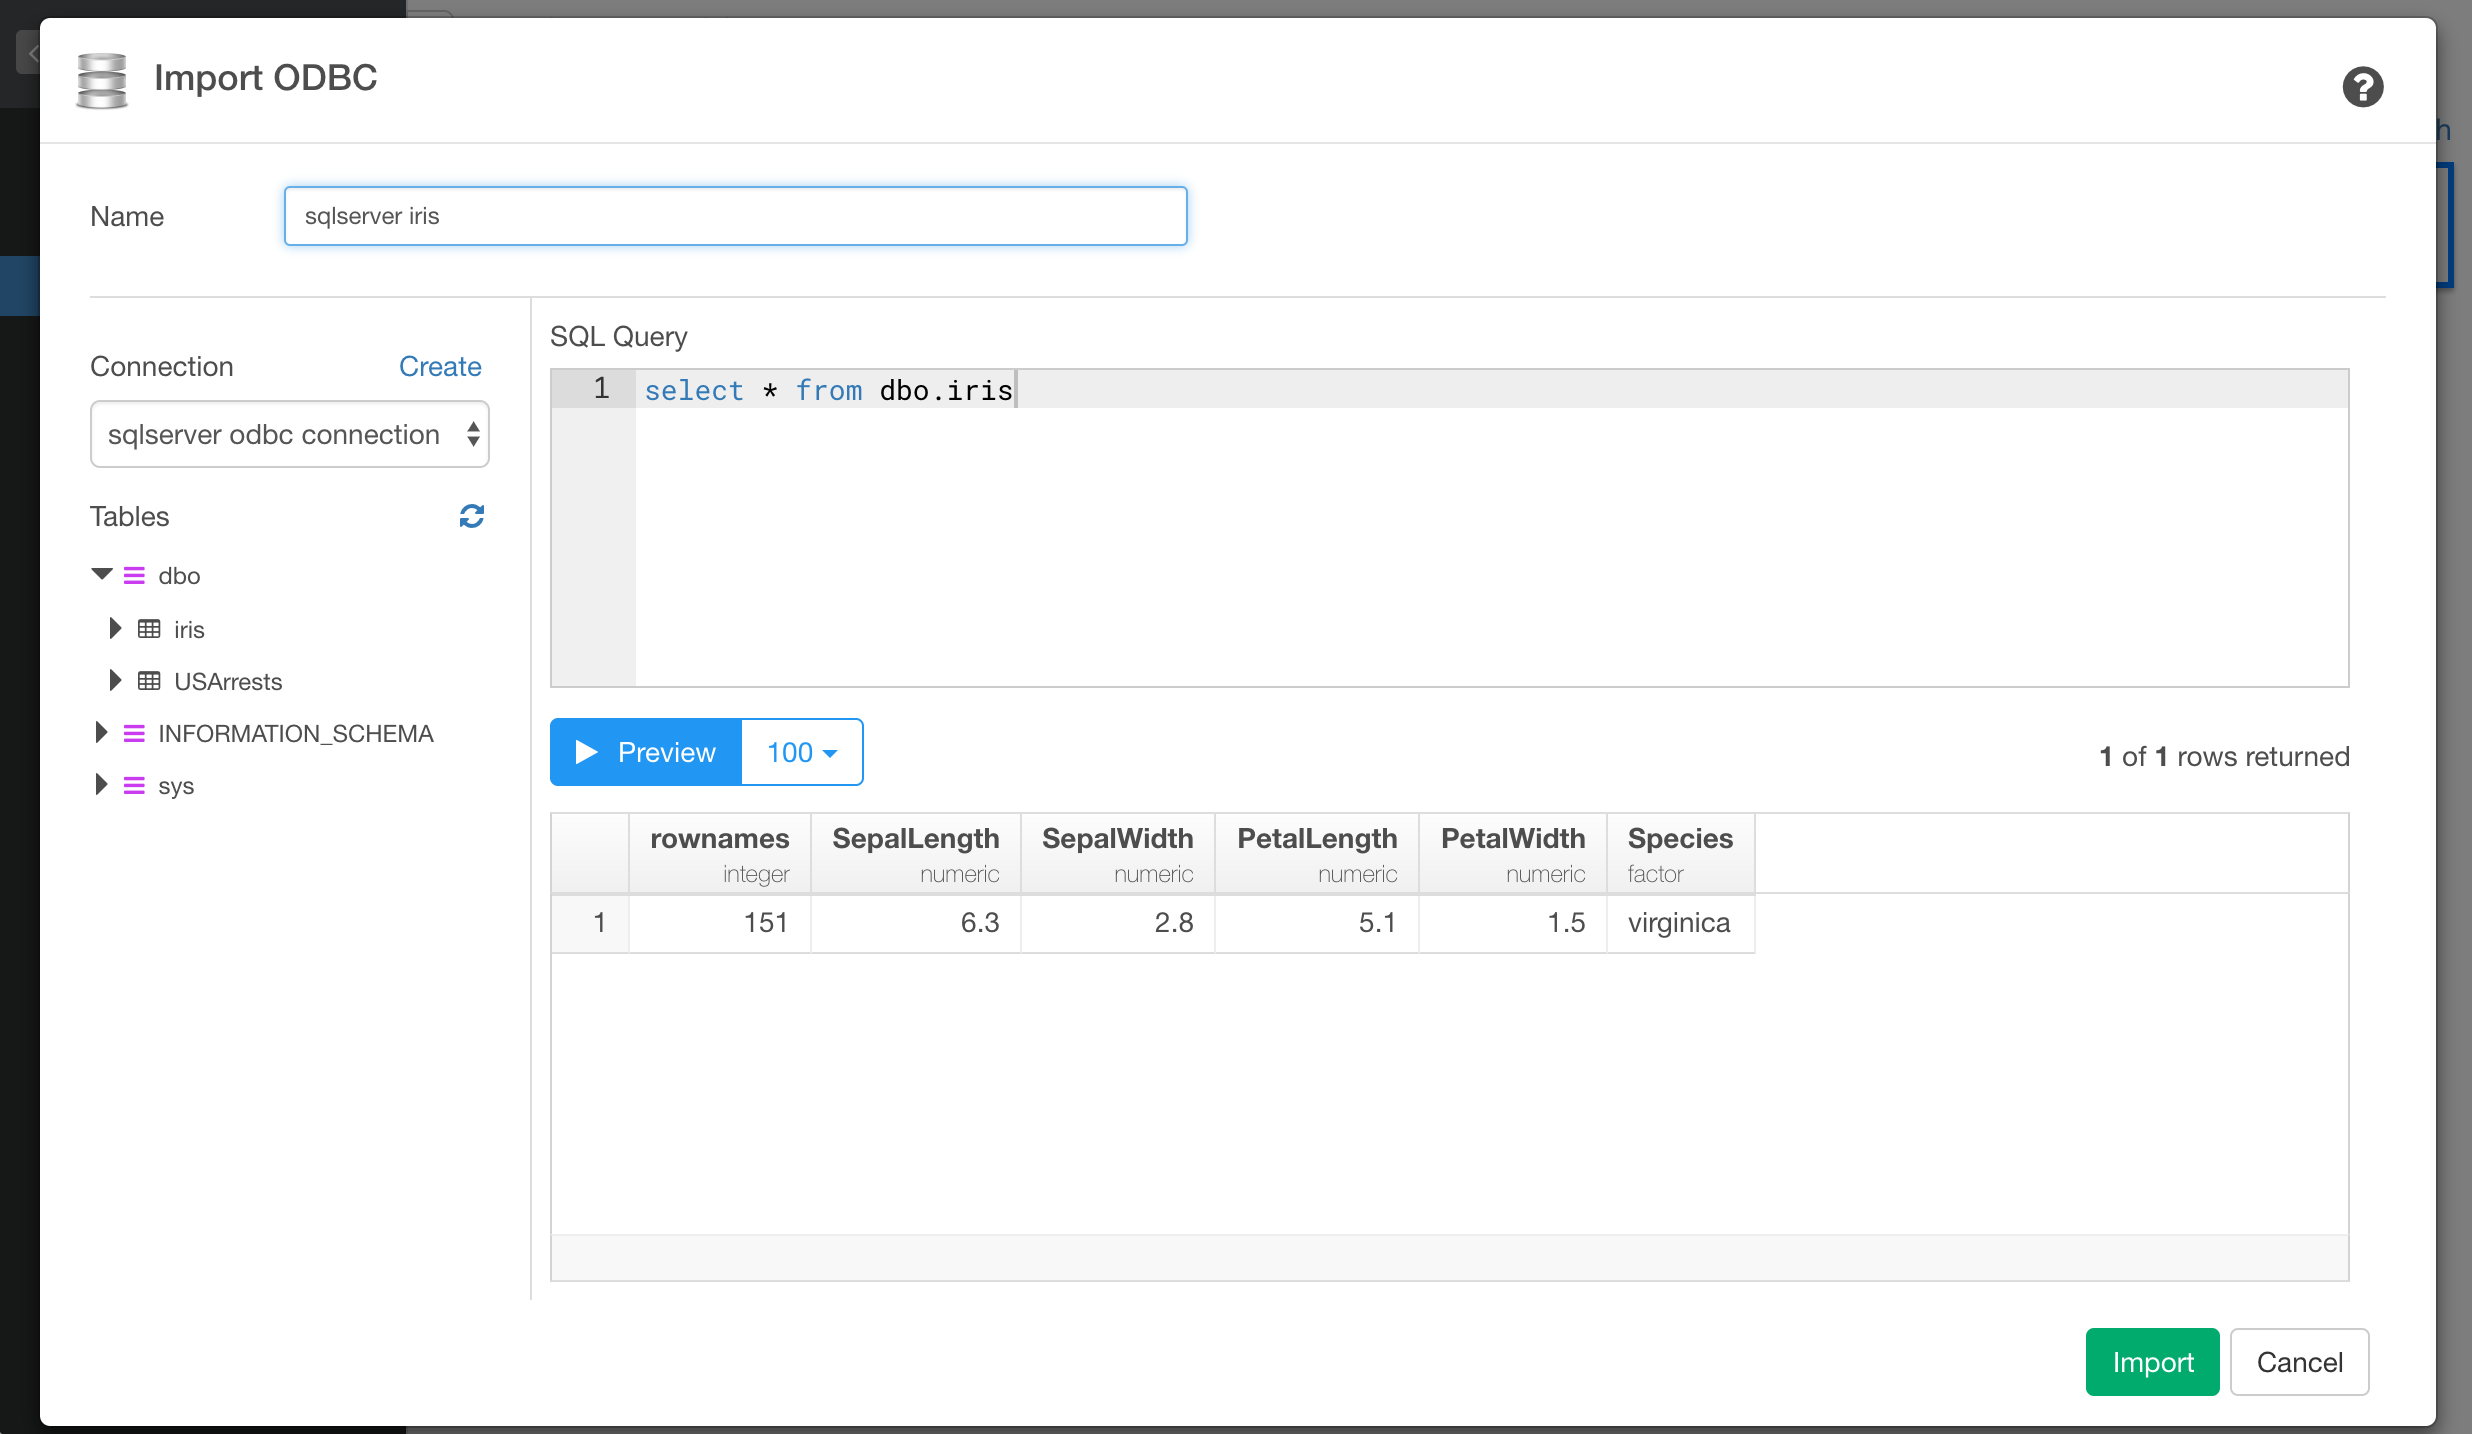 Import ODBC
?
h
Name
sqlserver iris
Connection
Create
sqlserver odbc connection
Tables
dbo
iris
USArrests
INFORMATION_SCHEMA
sys
SQL Query
1 select * from dbo.iris
Preview 100
1 of 1 rows returned
rownames SepalLength SepalWidth PetalLength PetalWidth Species
integer numeric numeric numeric numeric factor
1 151 6.3 2.8 5.1 1.5 virginica
Import Cancel